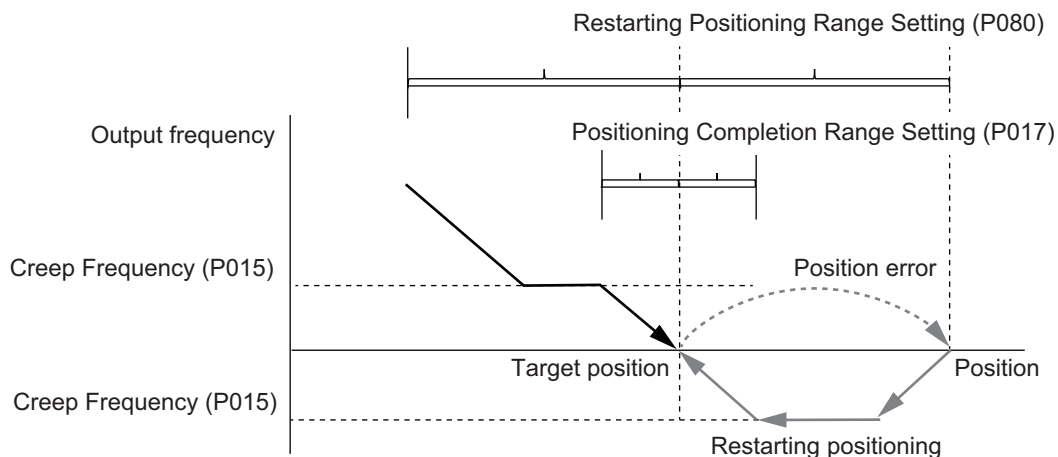 Restarting Positioning Range Setting (P080)
Output frequency
Positioning Completion Range Setting (P017)
Creep Frequency (P015)
Position error
Target position
Position
Creep Frequency (P015)
Restarting positioning